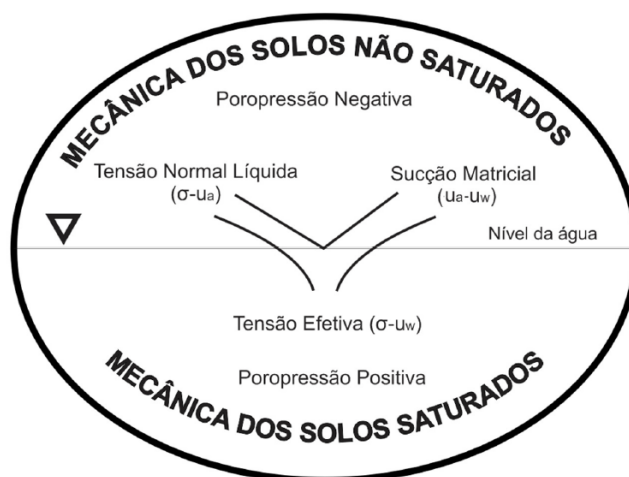 MECÂNICA DOS SOLOS NÃO SATURADOS
Poropressão Negativa
Tensão Normal Líquida
(σ-ua)
Sucção Matricial
(ua-uw)
Nível da água
Tensão Efetiva (σ-uw)
Poropressão Positiva
MECÂNICA DOS SOLOS SATURADOS